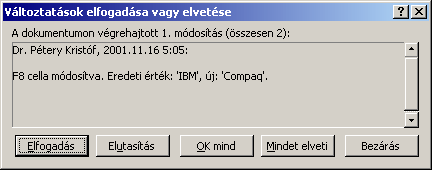 Változtatások elfogadása vagy elvetése
A dokumentumon végrehajtott 1. módosítás (összesen 2):
Dr. Pétery Kristóf, 2001.11.16 5:05:
F8 cella módosítva. Eredeti érték: 'IBM', új: 'Compaq'.
Elfogadás
Elutasítás
OK mind
Mindet elveti
Bezárás